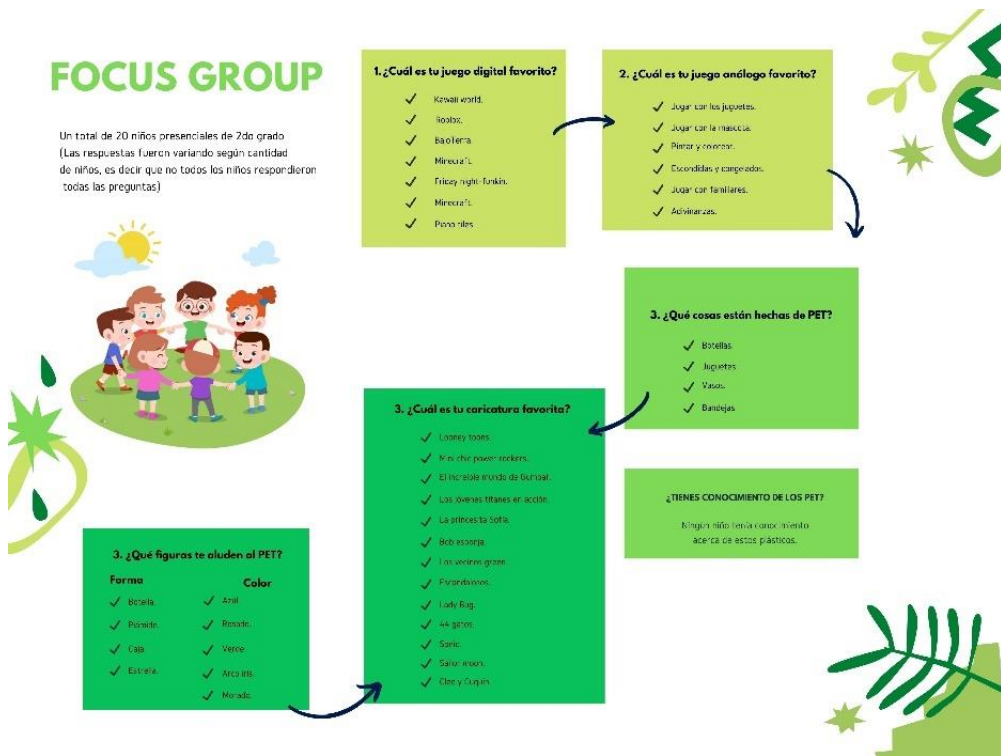 FOCUS GROUP
Un total de 20 niños presenciales de 2do grado
(Las respuestas fueron variando según cantidad
de niños, es decir que no todos los niños respondieron
todas las preguntas)
1. ¿Cuál es tu juego digital favorito?
Kawaii world.
Roblox.
Minecraft.
Friday night-funkin.
Minecraft.
Piano tiles
2. ¿Cuál es tu juego análogo favorito?
Jugar con los juguetes.
Jugar con la mascota.
Pintar y colorear.
Escondidas y congelados.
Jugar con familiares.
Adivinanzas.
3. ¿Qué cosas están hechas de PET?
Botellas.
Juguetes
Vasos.
Bandejas
¿TIENES CONOCIMIENTO DE LOS PET?
Ningún niño tenía conocimiento
acerca de estos plásticos.
3. ¿Cuál es tu caricatura favorita?
Looney toons.
Mini chic power rockers.
El increíble mundo de Gumball.
Los jóvenes titanes en acción.
La princesita Sofía.
Bob esponja.
Los vecinos green.
Escandalosos.
Lady Bug.
44 gatos.
Sonic.
Sailor moon.
Cleo y Cuquin
3. ¿Qué figuras te aluden al PET?
Forma
Botella.
Pirámide.
Caja.
Estrella.
Color
Azul
Rosado.
Verde
Arco iris.
Morado.